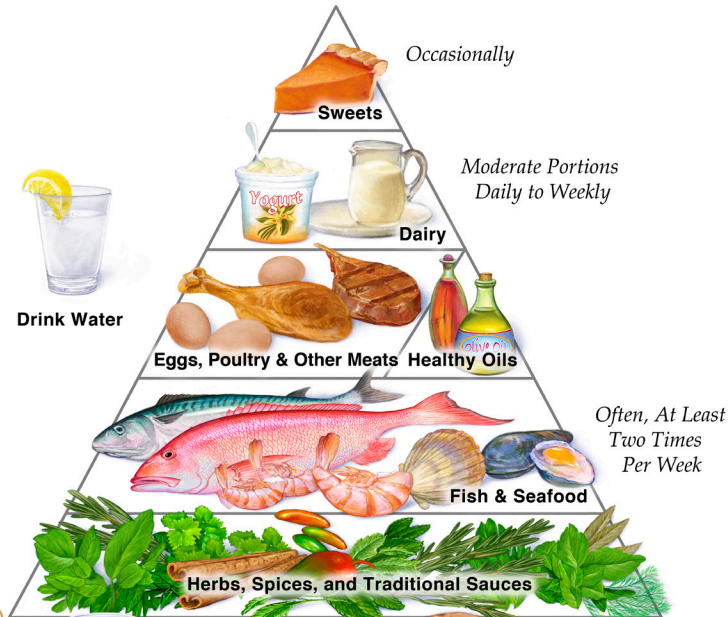 Occasionally
Sweets
Moderate Portions
Daily to Weekly
Yogurt
Dairy
Drink Water
Eggs, Poultry & Other Meats
Healthy Oils
Olive Oil
Often, At Least
Two Times
Per Week
Fish & Seafood
Herbs, Spices, and Traditional Sauces